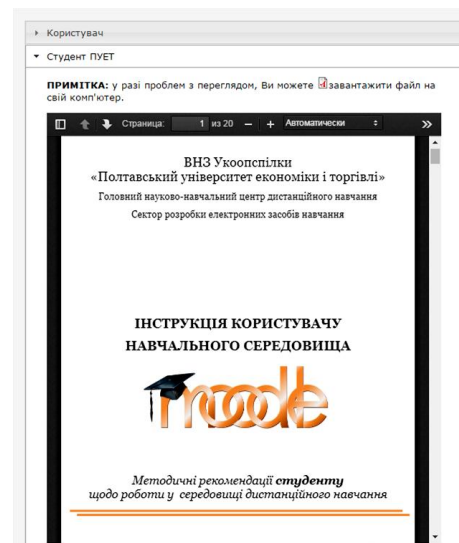 Користувач
Студент ПУЕТ
ПРИМІТКА: у разі проблем з переглядом, Ви можете завантажити файл на
свій комп'ютер.
Страница: 1 из 20 Автоматически
ВНЗ Укоопспілки
«Полтавський університет економіки і торгівлі»
Головний науково-навчальний центр дистанційного навчання
Сектор розробки електронних засобів навчання
ІНСТРУКЦІЯ КОРИСТУВАЧУ
НАВЧАЛЬНОГО СЕРЕДОВИЩА
moodle
Методичні рекомендації студенту
щодо роботи у середовищі дистанційного навчання